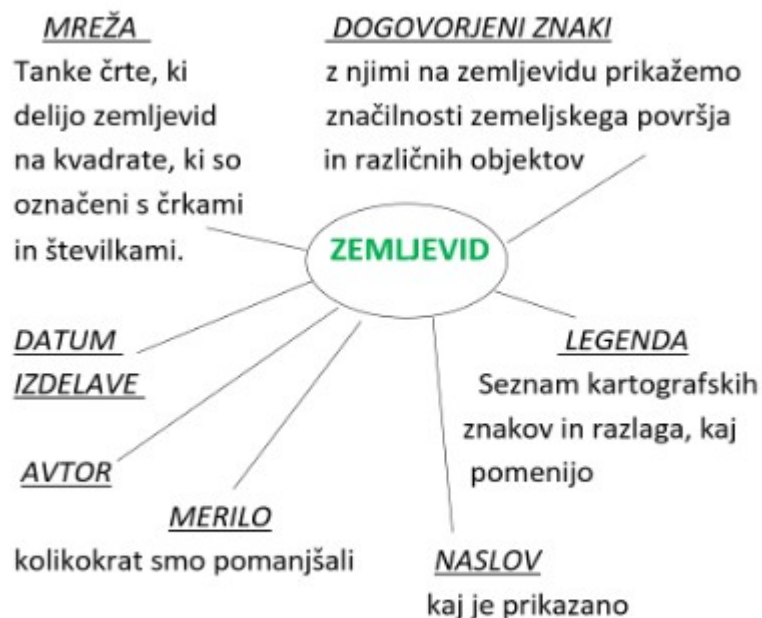 MREŽA
Tanke črte, ki
delijo zemljevid
na kvadrate, ki so
označeni s črkami
in številkami.
DOGOVORJENI ZNAKI
z njimi na zemljevidu prikažemo
značilnosti zemeljskega površja
in različnih objektov
ZEMLJEVID
DATUM
IZDELAVE
LEGENDA
Seznam kartografskih
znakov in razlaga, kaj
pomenijo
AVTOR
MERILO
kolikokrat smo pomanjšali
NASLOV
kaj je prikazano